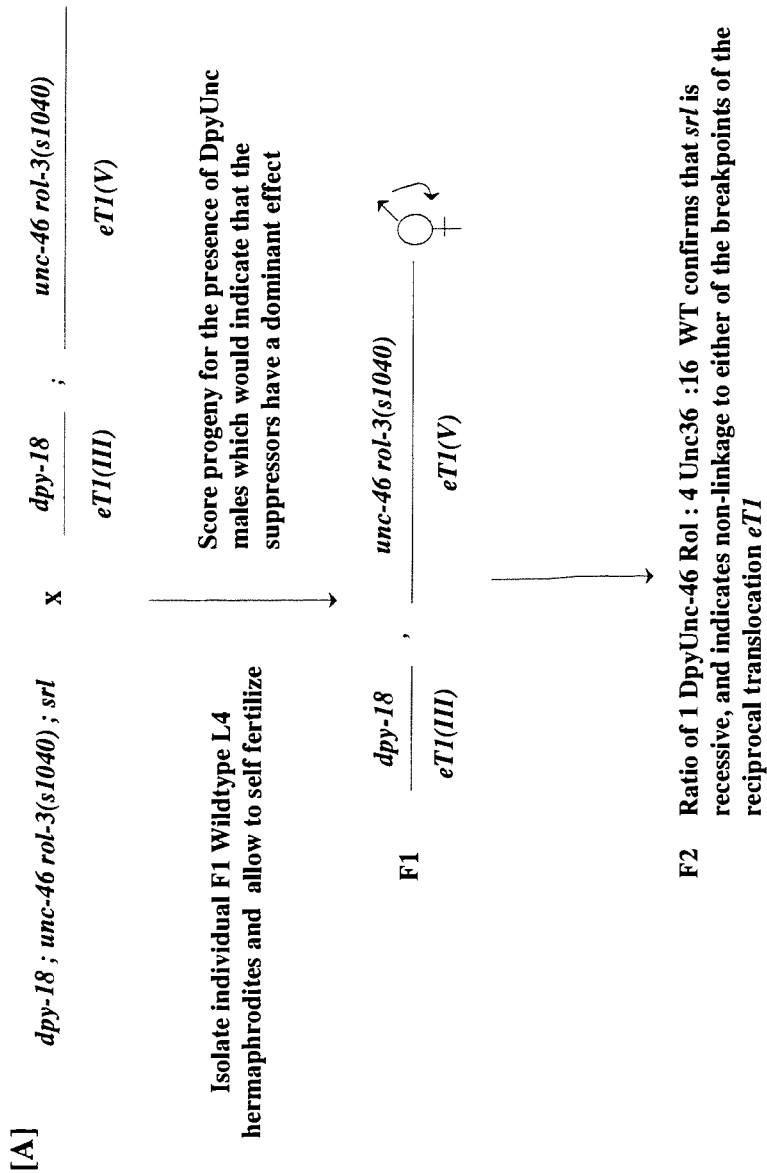 [A]
dpy-18 ; unc-46 rol-3(s1040) ; srl X dpy-18 ; unc-46 rol-3(s1040)
eT1(III) eT1(V)
Isolate individual F1 Wildtype L4
hermaphrodites and allow to self fertilize
Score progeny for the presence of DpyUnc
males which would indicate that the
suppressors have a dominant effect
F1 dpy-18 , unc-46 rol-3(s1040)
eT1(III) eT1(V)
F2 Ratio of 1 DpyUnc-46 Rol : 4 Unc36 :16 WT confirms that srl is
recessive, and indicates non-linkage to either of the breakpoints of the
reciprocal translocation eT1